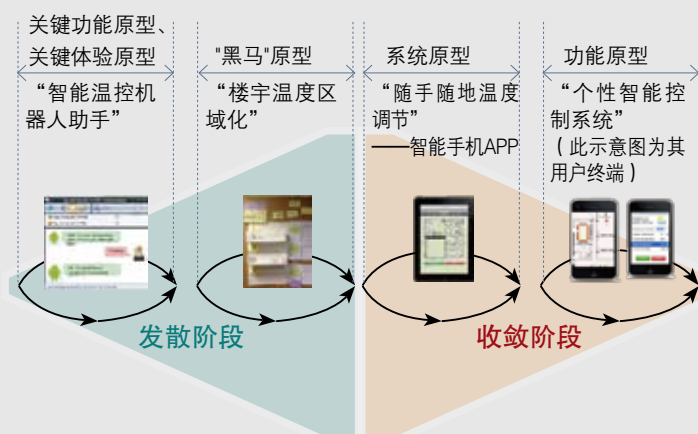 关键功能原型、
关键体验原型
“智能温控机
器人助手”
"黑马"原型
“楼宇温度区
域化”
系统原型
“随手随地温度
调节”
——智能手机APP
功能原型
“个性智能控
制系统”
（此示意图为其
用户终端）
发散阶段
收敛阶段